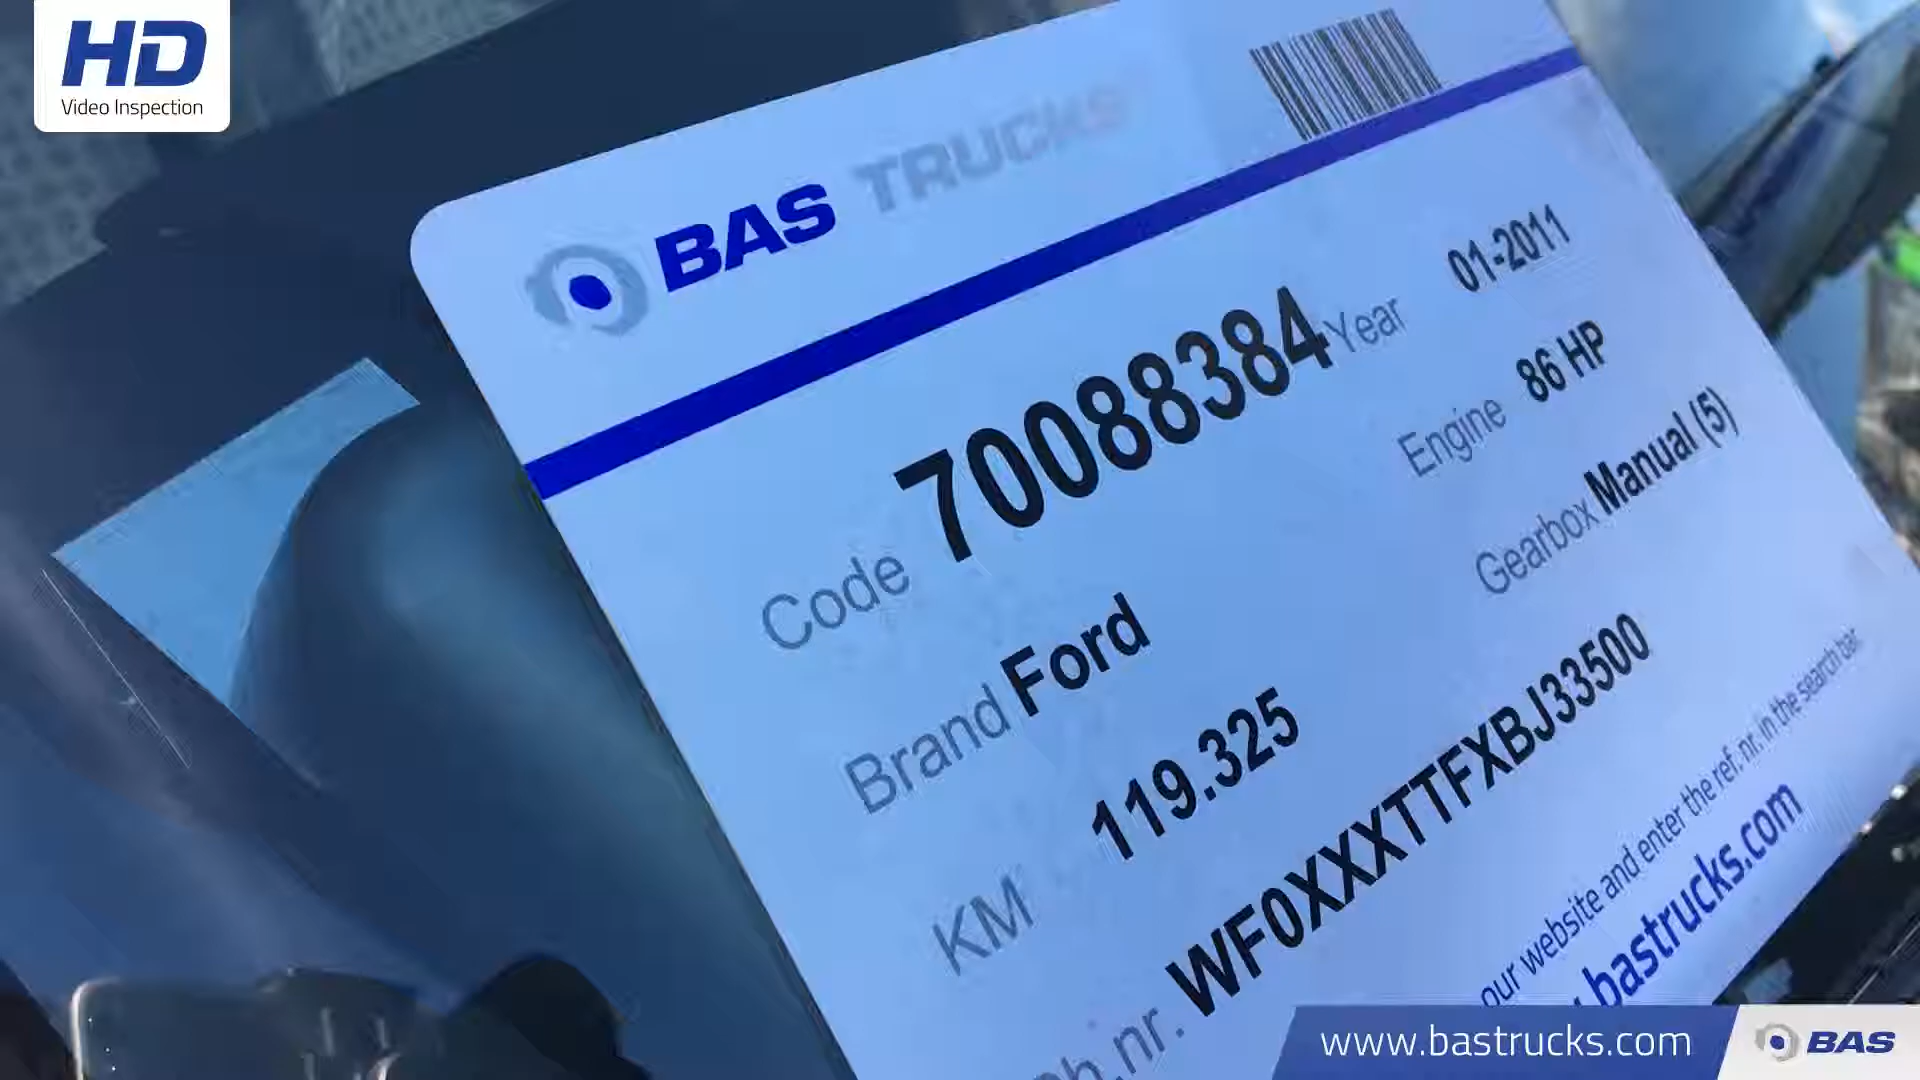 HD
Video Inspection
BAS TRUCKS
Code 70088384
Year 01-2011
Brand Ford
Engine 86 HP
KM 119.325
Gearbox Manual (5)
nr. WF0XXXTTFXBJ33500
our website and enter the ref. nr. in the search bar.
bastrucks.com
www.bastrucks.com
BAS